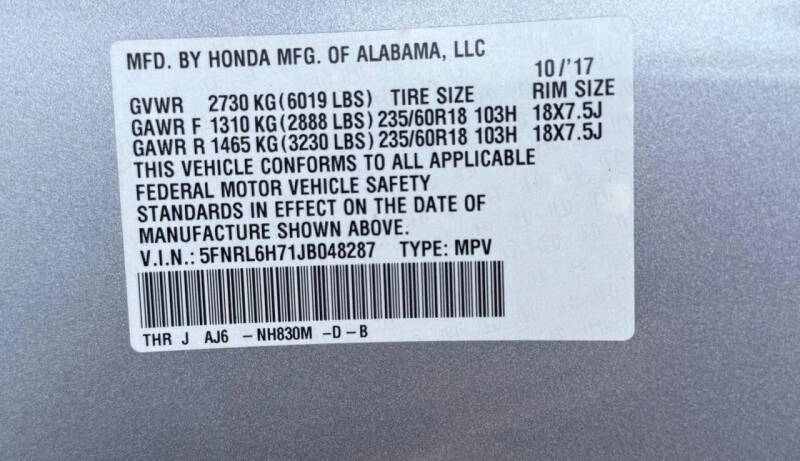 MFD. BY HONDA MFG. OF ALABAMA, LLC
10/'17
GVWR 2730 KG(6019 LBS) TIRE SIZE RIM SIZE
GAWR F 1310 KG(2888 LBS) 235/60R18 103H 18X7.5J
GAWR R 1465 KG(3230 LBS) 235/60R18 103H 18X7.5J
THIS VEHICLE CONFORMS TO ALL APPLICABLE
FEDERAL MOTOR VEHICLE SAFETY
STANDARDS IN EFFECT ON THE DATE OF
MANUFACTURE SHOWN ABOVE.
V.I.N.: 5FNRL6H71JB048287 TYPE: MPV
THR J AJ6 -NH830M -D-B